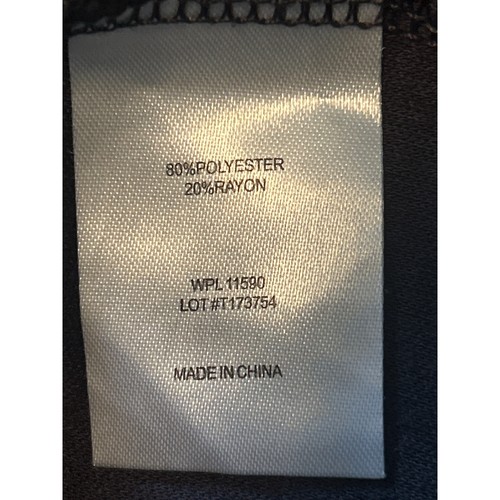 80%POLYESTER
20%RAYON
WPL 11590
LOT #T173754
MADE IN CHINA